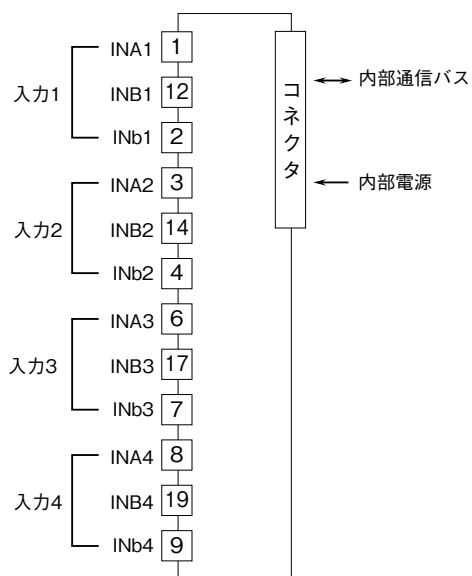 入力1
INA1 1
INB1 12
INb1 2
入力2
INA2 3
INB2 14
INb2 4
入力3
INA3 6
INB3 17
INb3 7
入力4
INA4 8
INB4 19
INb4 9
コネクタ
内部通信バス
内部電源